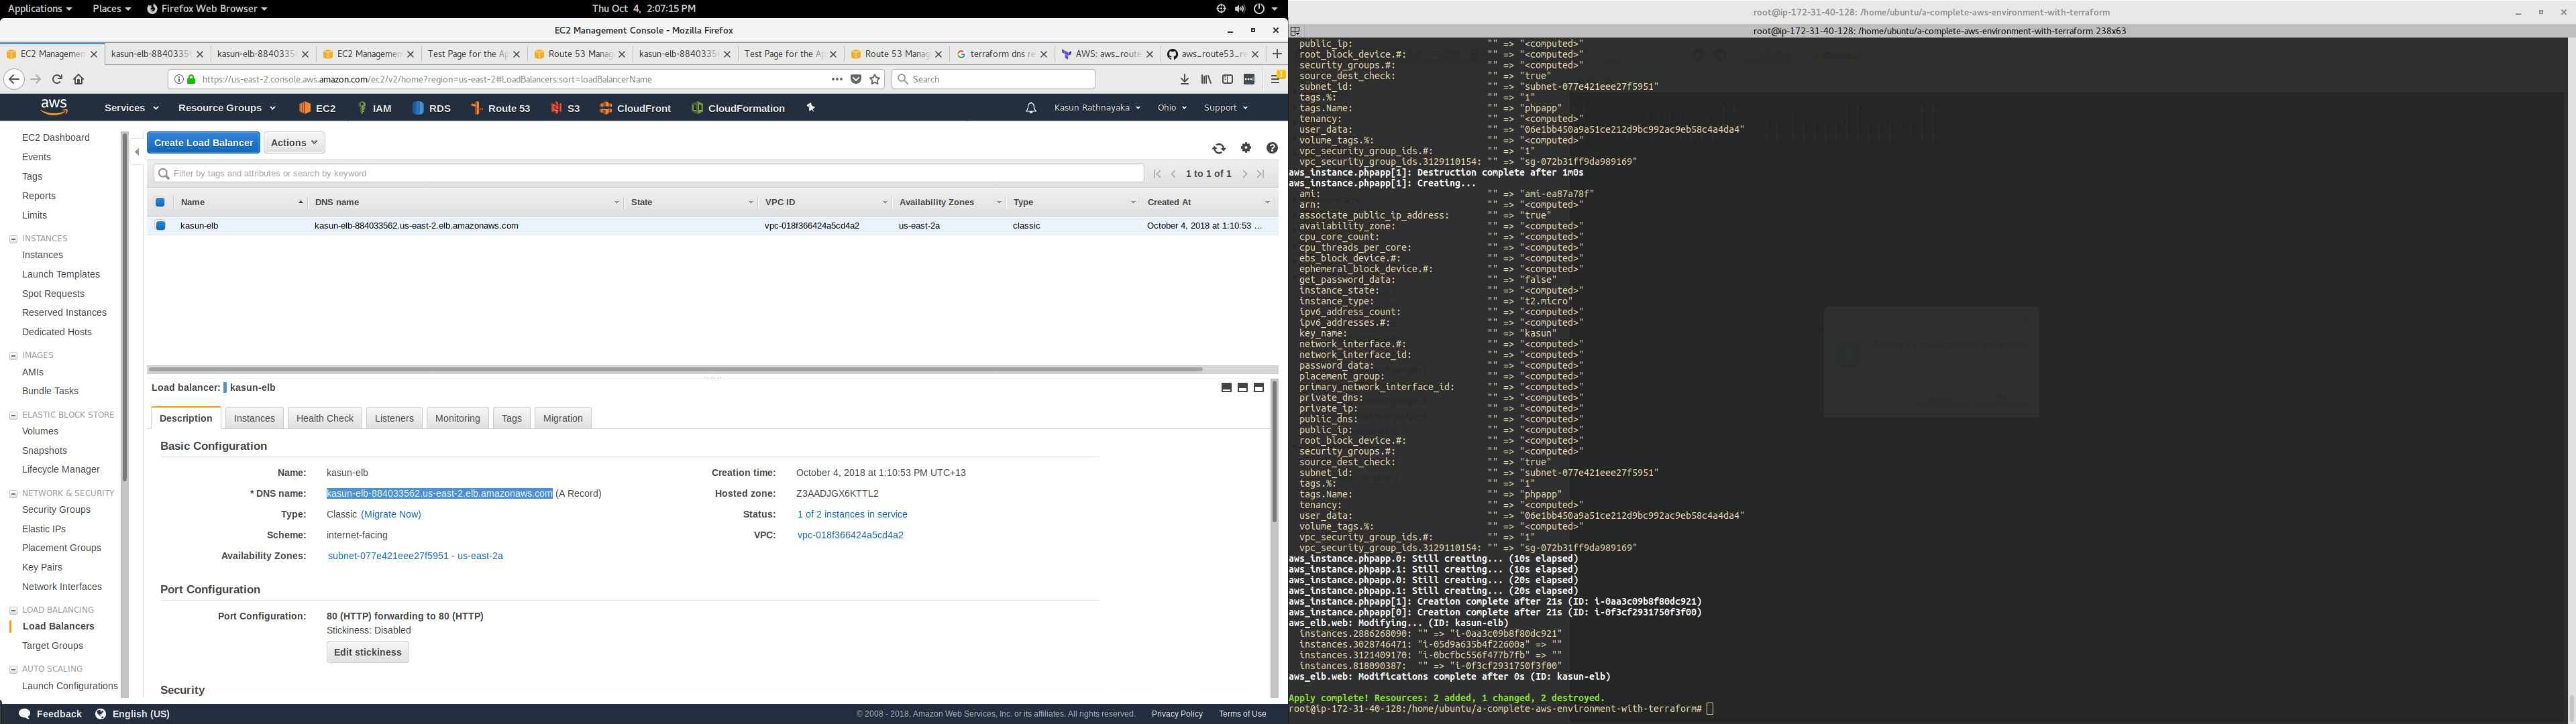 Applications Places Firefox Web Browser Thu Oct 4, 2:07:15 PM
EC2 Management Console - Mozilla Firefox
EC2 Managemen kasun-elb-8840335 kasun-elb-8840335 EC2 Managemen Test Page for the Ap Route 53 Manag kasun-elb-8840335 Test Page for the Ap Route 53 Manag terraform dns re AWS: aws_route aws_route53_re
https://us-east-2.console.aws.amazon.com/ec2/v2/home?region=us-east-2#LoadBalancers:sort=loadBalancerName Search
aws Services Resource Groups EC2 IAM RDS Route 53 S3 CloudFront CloudFormation Kasun Rathnayaka Ohio Support
EC2 Dashboard
Events
Tags
Reports
Limits
INSTANCES
Instances
Launch Templates
Spot Requests
Reserved Instances
Dedicated Hosts
IMAGES
AMIs
Bundle Tasks
ELASTIC BLOCK STORE
Volumes
Snapshots
Lifecycle Manager
NETWORK & SECURITY
Security Groups
Elastic IPs
Placement Groups
Key Pairs
Network Interfaces
LOAD BALANCING
Load Balancers
Target Groups
AUTO SCALING
Launch Configurations
Create Load Balancer Actions
Filter by tags and attributes or search by keyword 1 to 1 of 1
Name DNS name State VPC ID Availability Zones Type Created At
kasun-elb kasun-elb-884033562.us-east-2.elb.amazonaws.com vpc-018f366424a5cd4a2 us-east-2a classic October 4, 2018 at 1:10:53 ...
Load balancer: kasun-elb
Description Instances Health Check Listeners Monitoring Tags Migration
Basic Configuration
Name: kasun-elb Creation time: October 4, 2018 at 1:10:53 PM UTC+13
* DNS name: kasun-elb-884033562.us-east-2.elb.amazonaws.com (A Record) Hosted zone: Z3AADJGX6KTTL2
Type: Classic (Migrate Now) Status: 1 of 2 instances in service
Scheme: internet-facing VPC: vpc-018f366424a5cd4a2
Availability Zones: subnet-077e421eee27f5951 - us-east-2a
Port Configuration
Port Configuration: 80 (HTTP) forwarding to 80 (HTTP)
Stickiness: Disabled
Edit stickiness
Security
Feedback English (US) © 2008 - 2018, Amazon Web Services, Inc. or its affiliates. All rights reserved. Privacy Policy Terms of Use
root@ip-172-31-40-128: /home/ubuntu/a-complete-aws-environment-with-terraform
root@ip-172-31-40-128: /home/ubuntu/a-complete-aws-environment-with-terraform 238x63
public_ip: "" => "<computed>"
root_block_device.#: "" => "<computed>"
security_groups.#: "" => "<computed>"
source_dest_check: "" => "true"
subnet_id: "" => "subnet-077e421eee27f5951"
tags.%: "" => "1"
tags.Name: "" => "phpapp"
tenancy: "" => "<computed>"
user_data: "" => "06e1bb450a9a51ce212d9bc992ac9eb58c4a4da4"
volume_tags.%: "" => "<computed>"
vpc_security_group_ids.#: "" => "1"
vpc_security_group_ids.3129110154: "" => "sg-072b31ff9da989169"
aws_instance.phpapp[1]: Destruction complete after 1m0s
aws_instance.phpapp[1]: Creating...
ami: "" => "ami-ea87a78f"
arn: "" => "<computed>"
associate_public_ip_address: "" => "true"
availability_zone: "" => "<computed>"
cpu_core_count: "" => "<computed>"
cpu_threads_per_core: "" => "<computed>"
ebs_block_device.#: "" => "<computed>"
ephemeral_block_device.#: "" => "<computed>"
get_password_data: "" => "false"
instance_state: "" => "<computed>"
instance_type: "" => "t2.micro"
ipv6_address_count: "" => "<computed>"
ipv6_addresses.#: "" => "<computed>"
key_name: "" => "kasun"
network_interface.#: "" => "<computed>"
network_interface_id: "" => "<computed>"
password_data: "" => "<computed>"
placement_group: "" => "<computed>"
primary_network_interface_id: "" => "<computed>"
private_dns: "" => "<computed>"
private_ip: "" => "<computed>"
public_dns: "" => "<computed>"
public_ip: "" => "<computed>"
root_block_device.#: "" => "<computed>"
security_groups.#: "" => "<computed>"
source_dest_check: "" => "true"
subnet_id: "" => "subnet-077e421eee27f5951"
tags.%: "" => "1"
tags.Name: "" => "phpapp"
tenancy: "" => "<computed>"
user_data: "" => "06e1bb450a9a51ce212d9bc992ac9eb58c4a4da4"
volume_tags.%: "" => "<computed>"
vpc_security_group_ids.#: "" => "1"
vpc_security_group_ids.3129110154: "" => "sg-072b31ff9da989169"
aws_instance.phpapp.0: Still creating... (10s elapsed)
aws_instance.phpapp.1: Still creating... (10s elapsed)
aws_instance.phpapp.0: Still creating... (20s elapsed)
aws_instance.phpapp.1: Still creating... (20s elapsed)
aws_instance.phpapp[1]: Creation complete after 21s (ID: i-0aa3c09b8f80dc921)
aws_instance.phpapp[0]: Creation complete after 21s (ID: i-0f3cf2931750f3f00)
aws_elb.web: Modifying... (ID: kasun-elb)
instances.2886268090: "" => "i-0aa3c09b8f80dc921"
instances.3028746471: "i-05d9a635b4f22600a" => ""
instances.3121409170: "i-0bcfbc556f477b7fb" => ""
instances.818090387: "" => "i-0f3cf2931750f3f00"
aws_elb.web: Modifications complete after 0s (ID: kasun-elb)
Apply complete! Resources: 2 added, 1 changed, 2 destroyed.
root@ip-172-31-40-128:/home/ubuntu/a-complete-aws-environment-with-terraform#